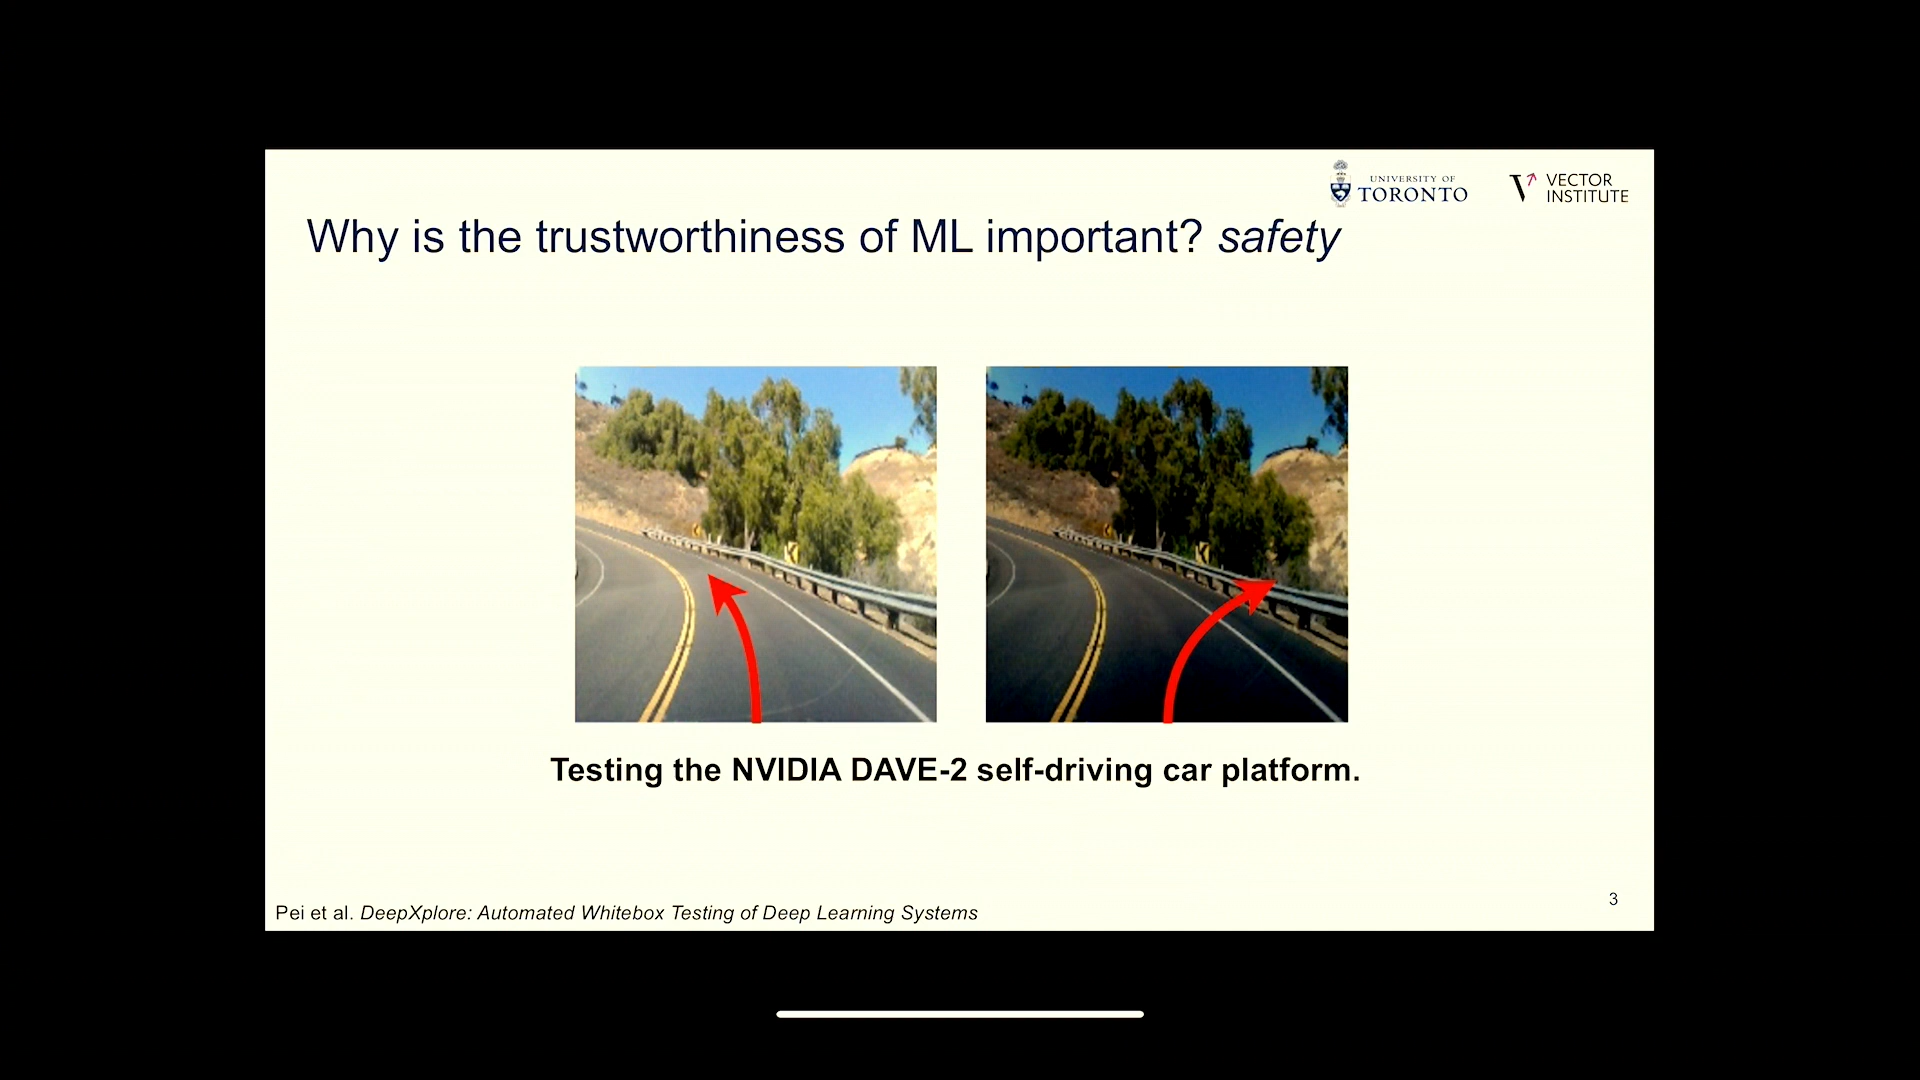 UNIVERSITY OF
TORONTO
VECTOR
INSTITUTE
Why is the trustworthiness of ML important? safety
Testing the NVIDIA DAVE-2 self-driving car platform.
Pei et al. DeepXplore: Automated Whitebox Testing of Deep Learning Systems
3